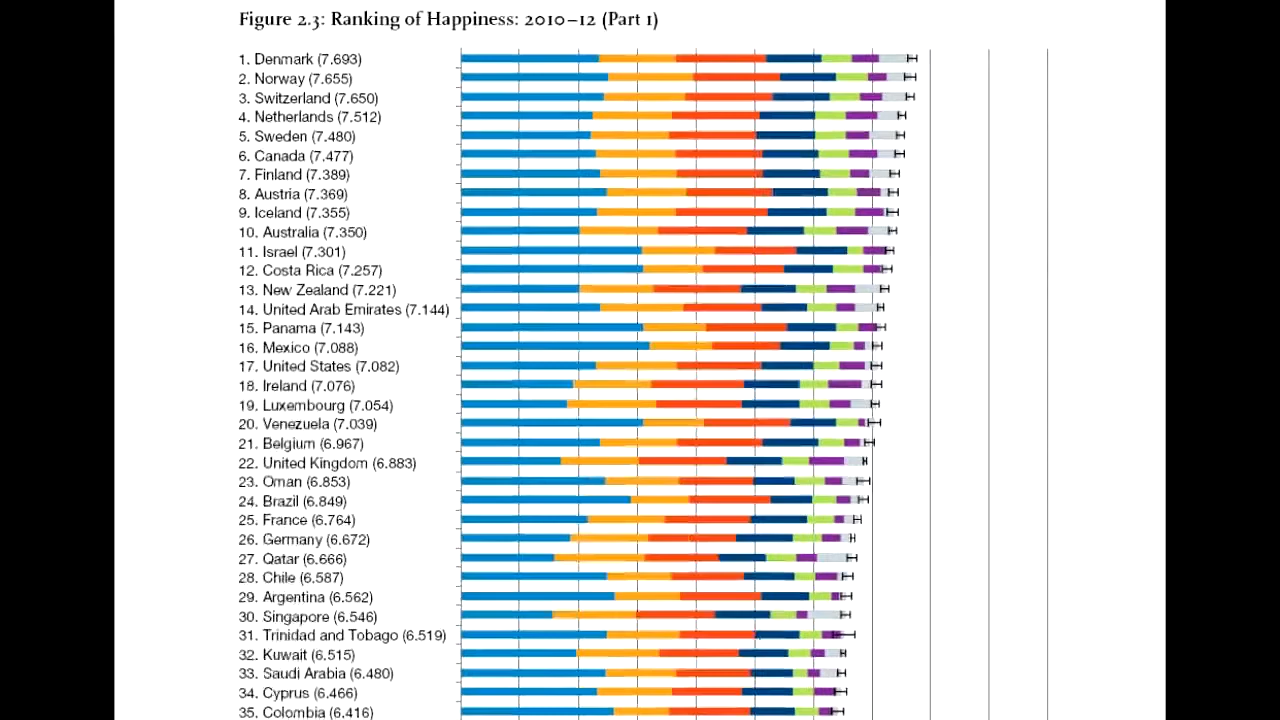 Figure 2.3: Ranking of Happiness: 2010–12 (Part 1)
1. Denmark (7.693)
2. Norway (7.655)
3. Switzerland (7.650)
4. Netherlands (7.512)
5. Sweden (7.480)
6. Canada (7.477)
7. Finland (7.389)
8. Austria (7.369)
9. Iceland (7.355)
10. Australia (7.350)
11. Israel (7.301)
12. Costa Rica (7.257)
13. New Zealand (7.221)
14. United Arab Emirates (7.144)
15. Panama (7.143)
16. Mexico (7.088)
17. United States (7.082)
18. Ireland (7.076)
19. Luxembourg (7.054)
20. Venezuela (7.039)
21. Belgium (6.967)
22. United Kingdom (6.883)
23. Oman (6.853)
24. Brazil (6.849)
25. France (6.764)
26. Germany (6.672)
27. Qatar (6.666)
28. Chile (6.587)
29. Argentina (6.562)
30. Singapore (6.546)
31. Trinidad and Tobago (6.519)
32. Kuwait (6.515)
33. Saudi Arabia (6.480)
34. Cyprus (6.466)
35. Colombia (6.416)